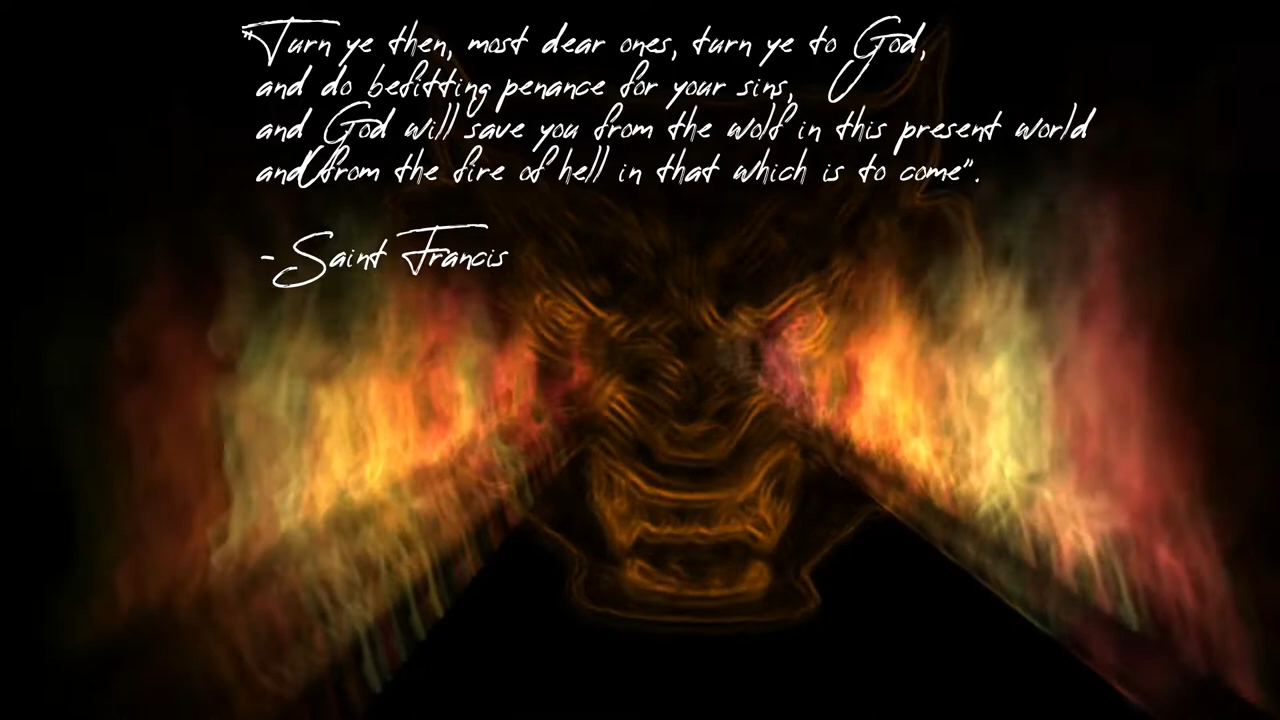 "Turn ye then, most dear ones, turn ye to God,
and do befitting penance for your sins,
and God will save you from the wolf in this present world
and from the fire of hell in that which is to come".
- Saint Francis